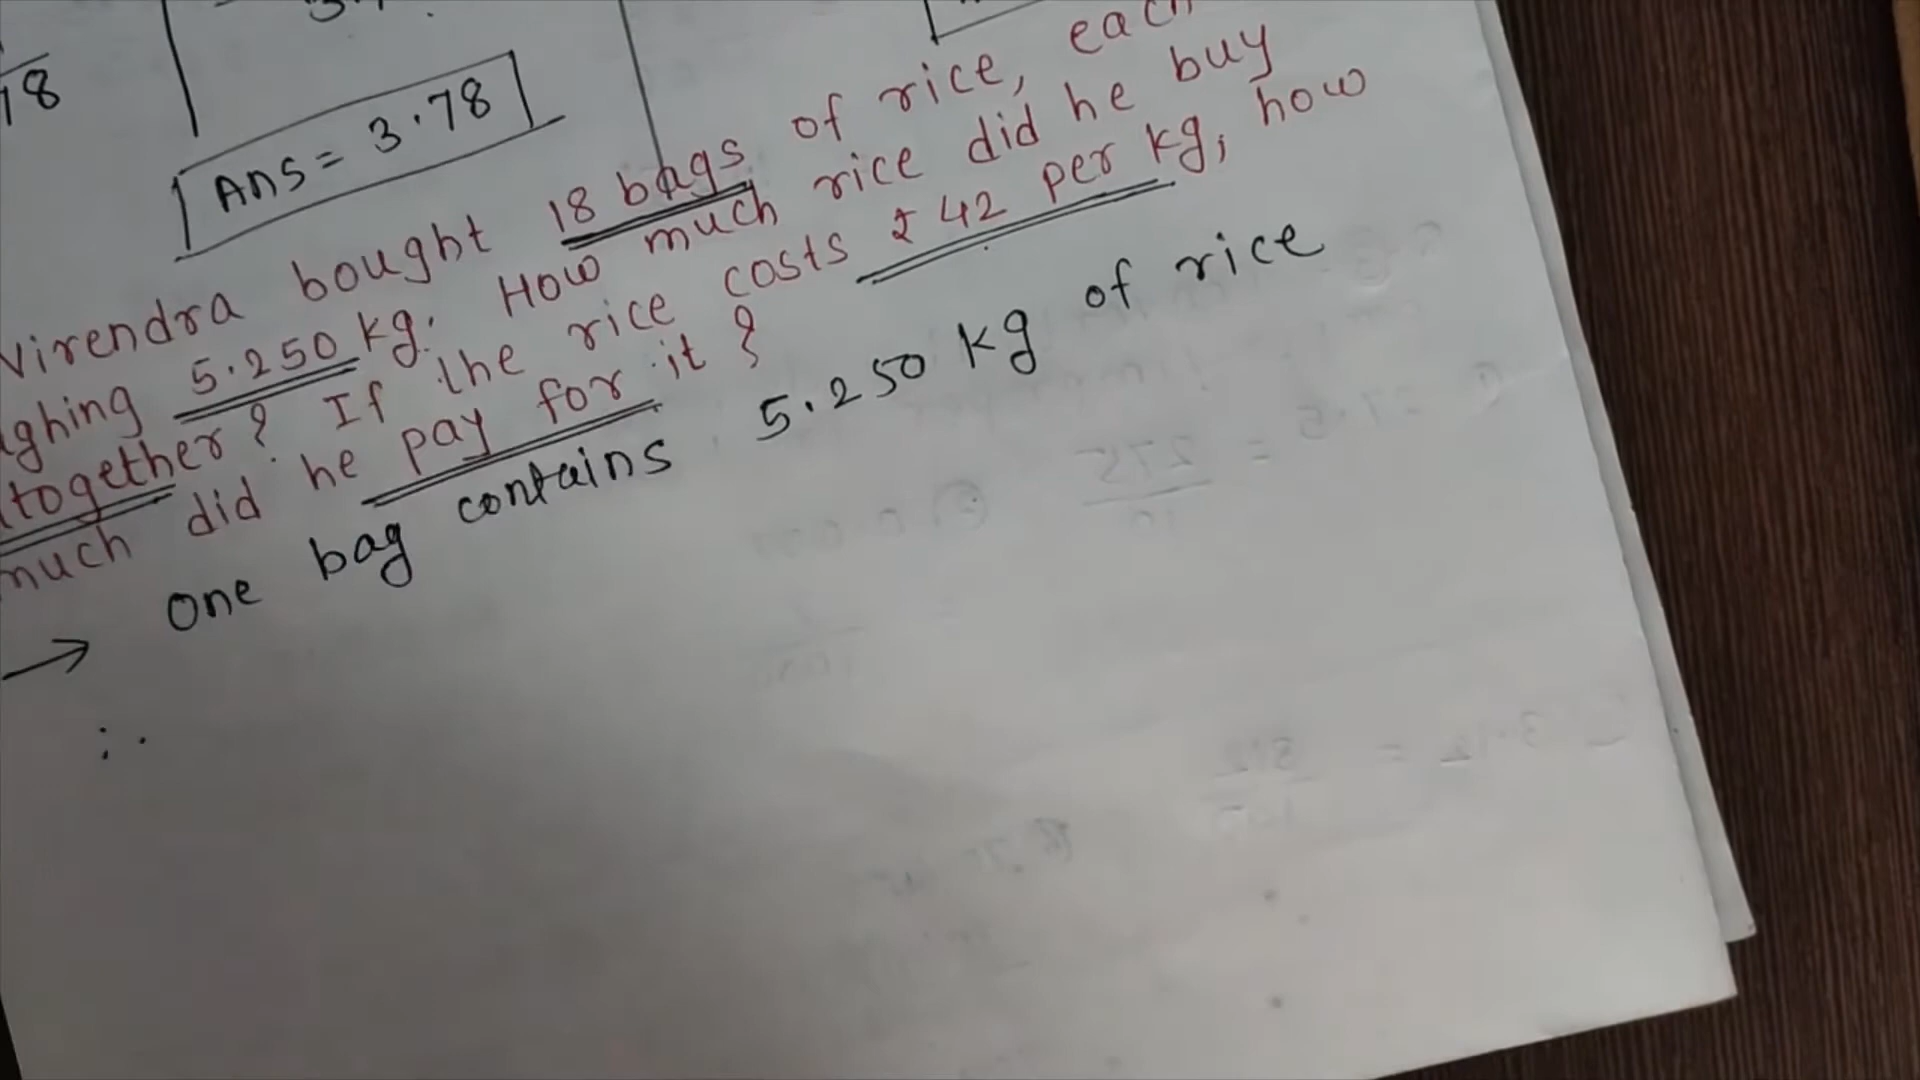 18
Ans = 3.78
Virendra bought 18 bags of rice, each
ghing 5.250 kg. How much rice did he buy
together? If the rice costs ₹ 42 per kg, how
much did he pay for it?
→ One bag contains 5.250 kg of rice
∴